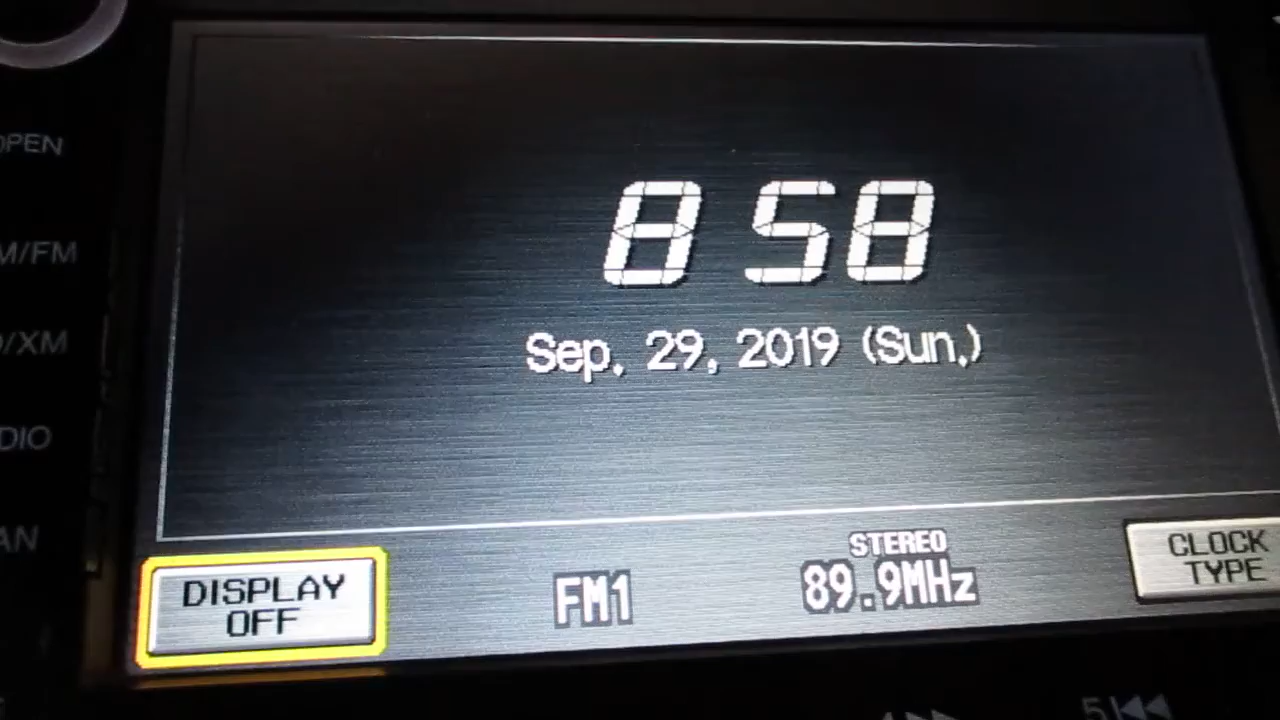 OPEN
M/FM
/XM
DIO
AN
8 58
Sep. 29, 2019 (Sun.)
DISPLAY
OFF
FM1
STEREO
89.9MHz
CLOCK
TYPE
5